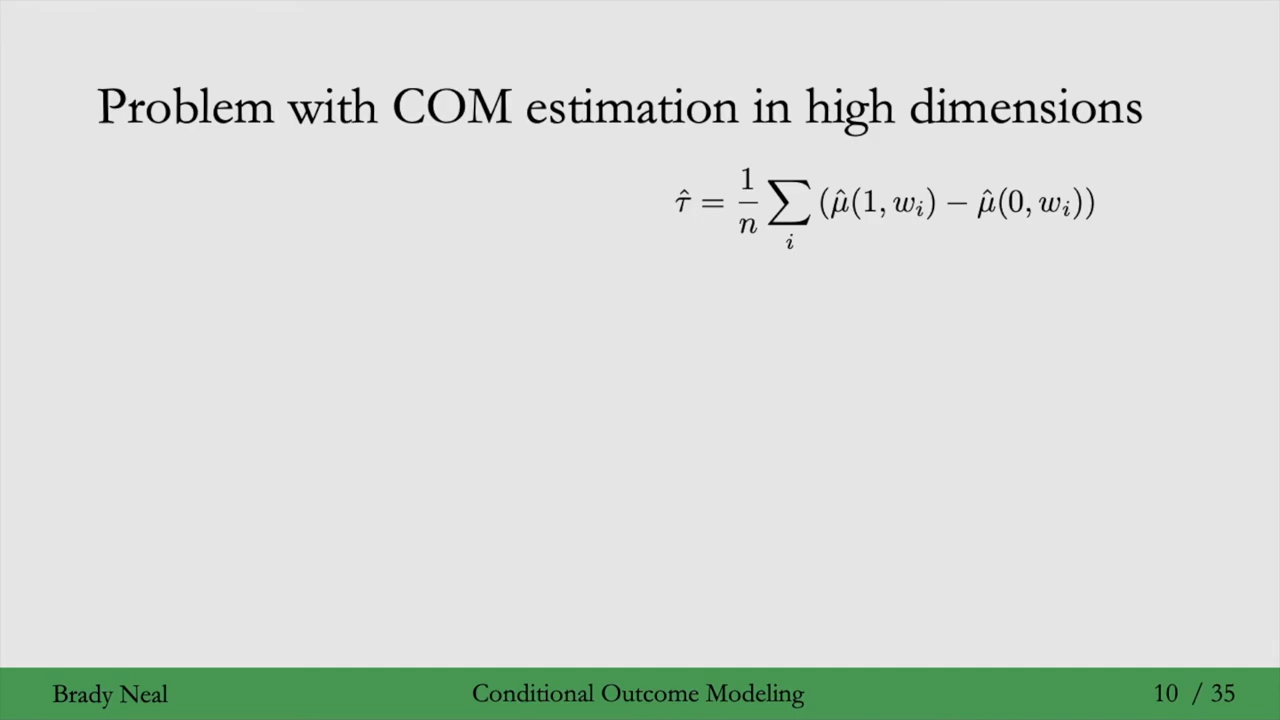 Problem with COM estimation in high dimensions
τ̂ = 1/n ∑_i (μ̂(1, w_i) − μ̂(0, w_i))
Brady Neal
Conditional Outcome Modeling
10 / 35